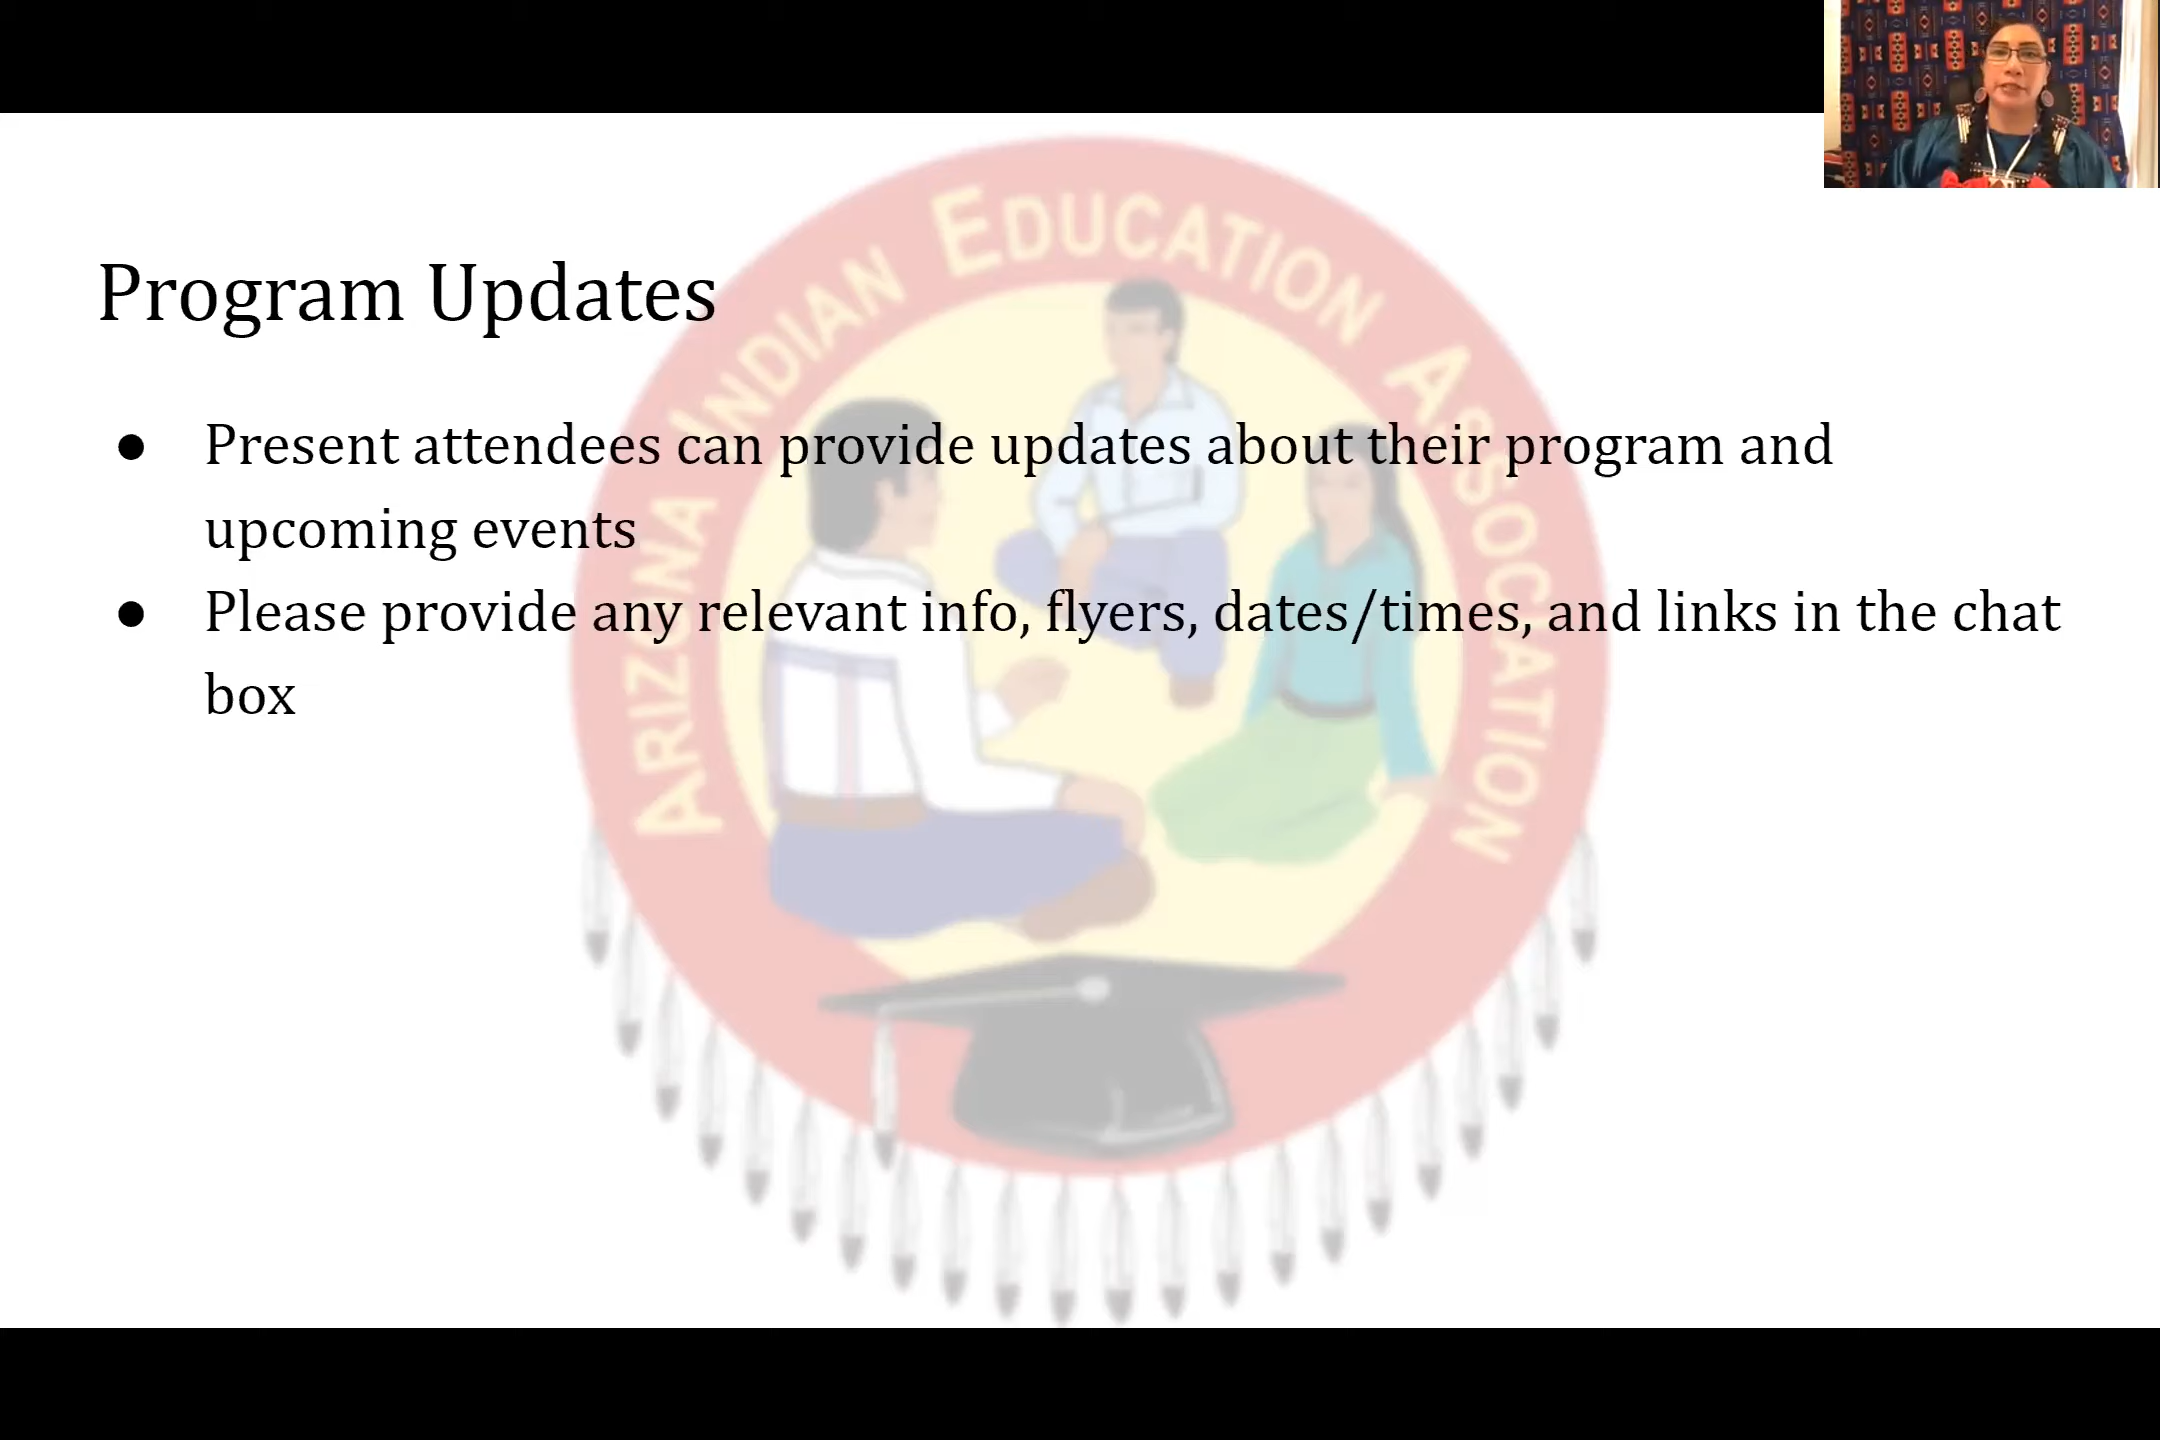 ARIZONA INDIAN EDUCATION ASSOCIATION
Program Updates
● Present attendees can provide updates about their program and
upcoming events
● Please provide any relevant info, flyers, dates/times, and links in the chat
box